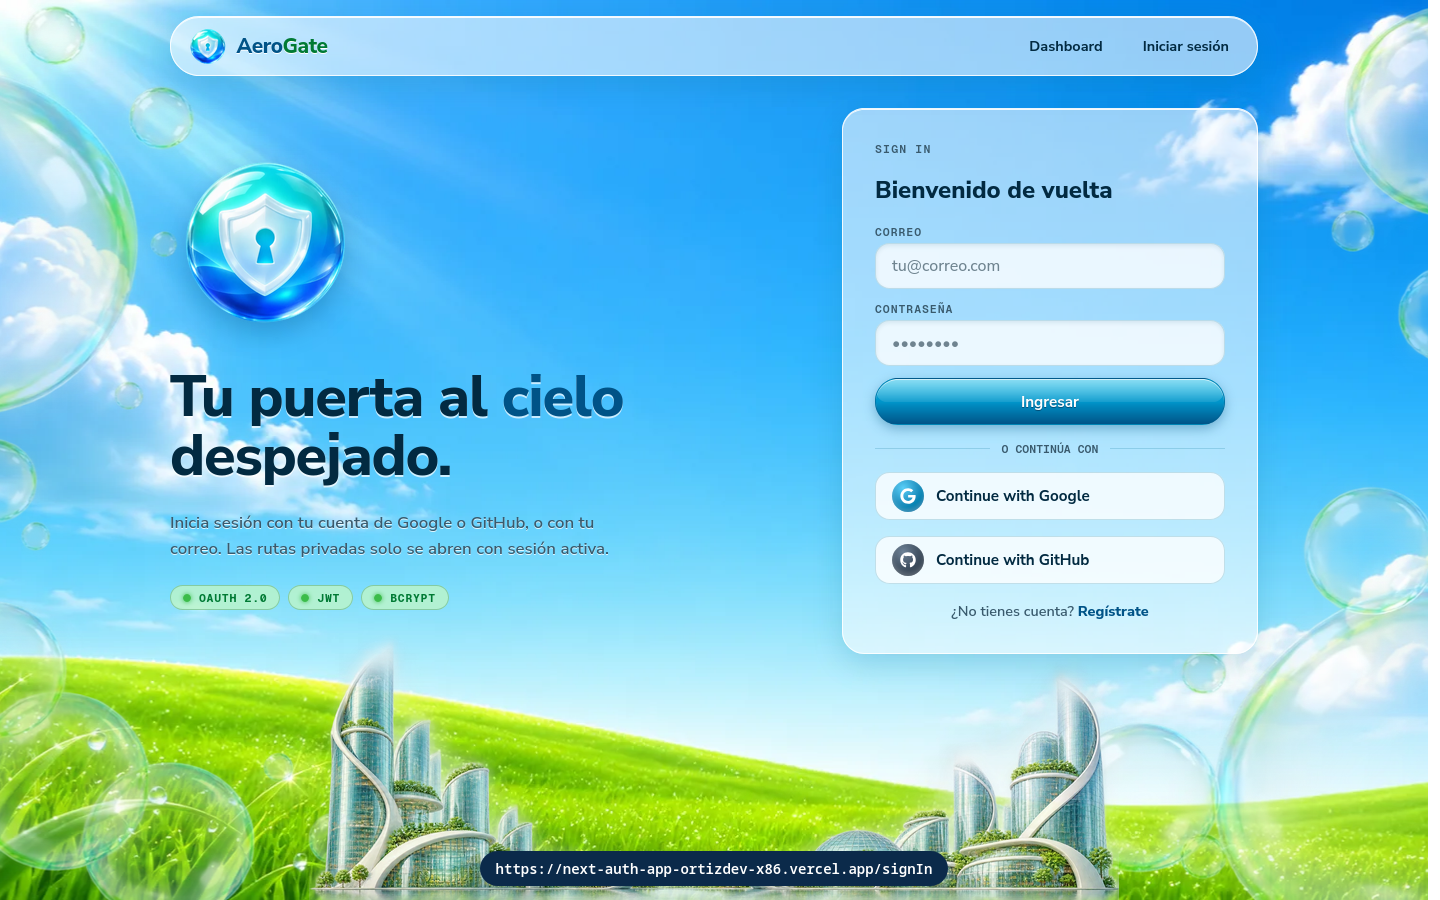 AeroGate
Dashboard
Iniciar sesión
Tu puerta al cielo
despejado.
Inicia sesión con tu cuenta de Google o GitHub, o con tu
correo. Las rutas privadas solo se abren con sesión activa.
OAUTH 2.0
JWT
BCRYPT
SIGN IN
Bienvenido de vuelta
CORREO
tu@correo.com
CONTRASEÑA
••••••••
Ingresar
O CONTINÚA CON
Continue with Google
Continue with GitHub
¿No tienes cuenta? Regístrate
https://next-auth-app-ortizdev-x86.vercel.app/signIn